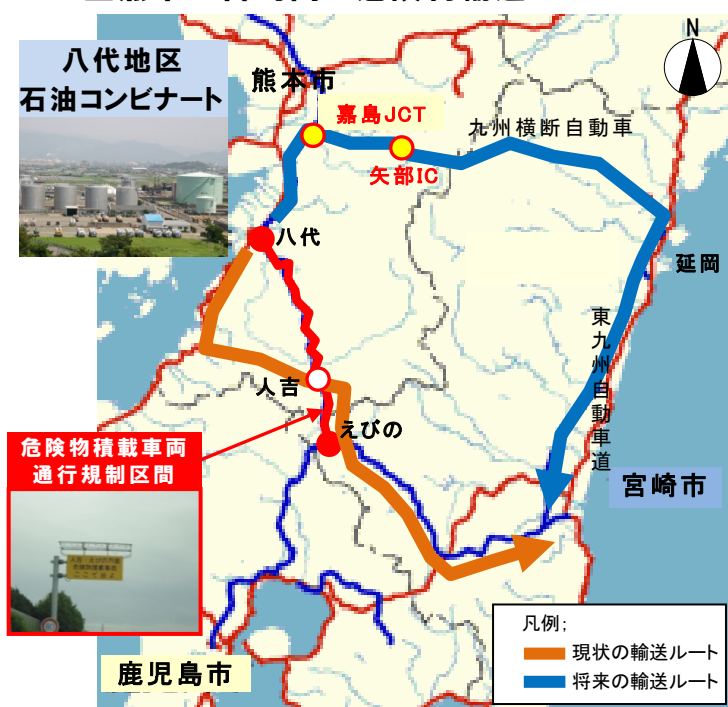 八代地区
石油コンビナート
熊本市
N
嘉島JCT
九州横断自動車
矢部IC
八代
延岡
東九州自動車道
人吉
えびの
危険物積載車両
通行規制区間
宮崎市
鹿児島市
凡例；
現状の輸送ルート
将来の輸送ルート